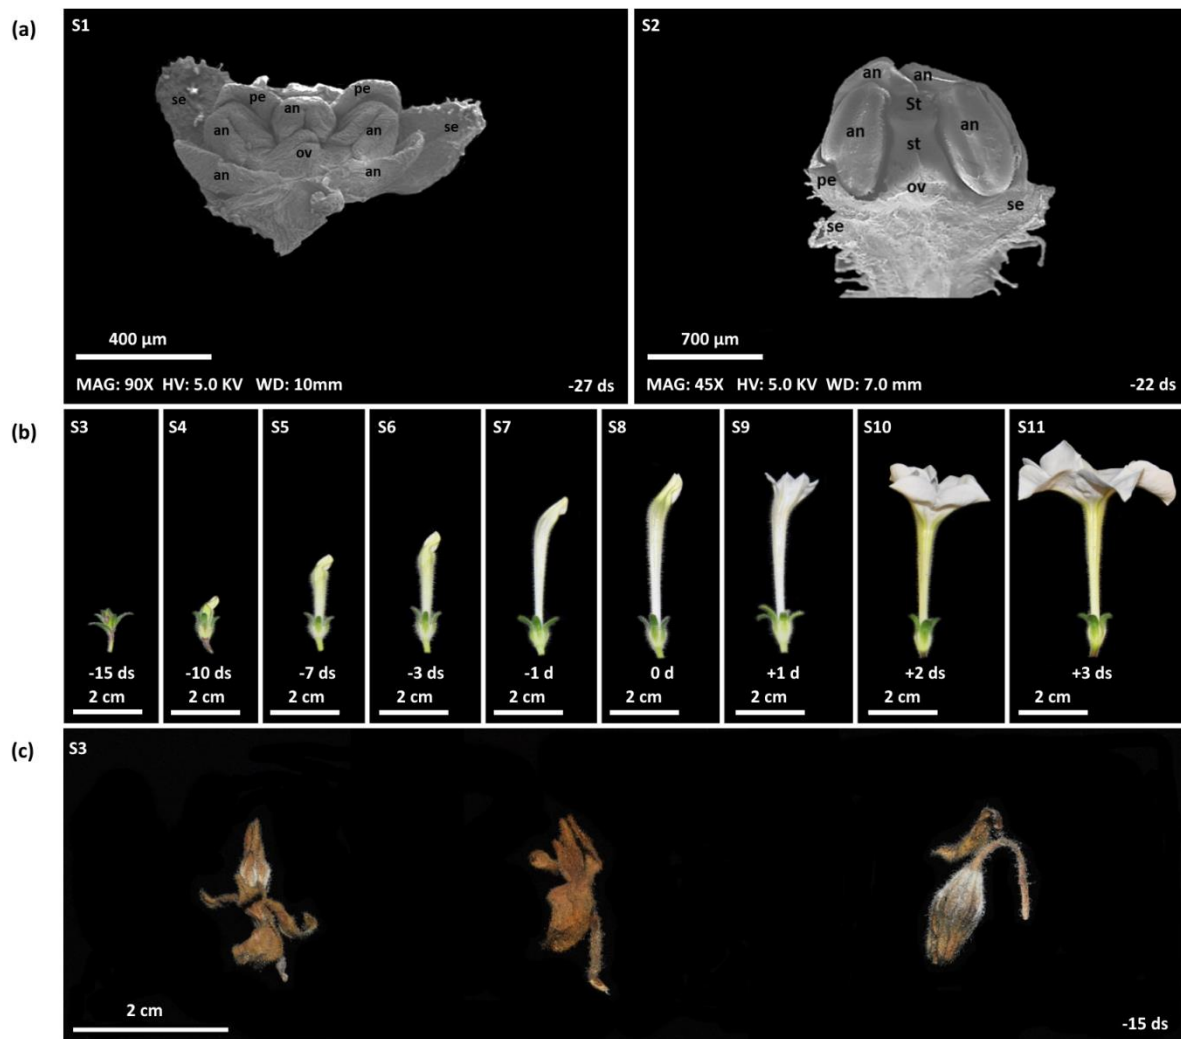 (a)
S1
se
pe
an
pe
se
an
an
ov
an
an
400 µm
MAG: 90X HV: 5.0 KV WD: 10mm
-27 ds
S2
an
an
St
an
an
st
pe
ov
se
se
700 µm
MAG: 45X HV: 5.0 KV WD: 7.0 mm
-22 ds
(b)
S3
-15 ds
2 cm
S4
-10 ds
2 cm
S5
-7 ds
2 cm
S6
-3 ds
2 cm
S7
-1 d
2 cm
S8
0 d
2 cm
S9
+1 d
2 cm
S10
+2 ds
2 cm
S11
+3 ds
2 cm
(c)
S3
2 cm
-15 ds